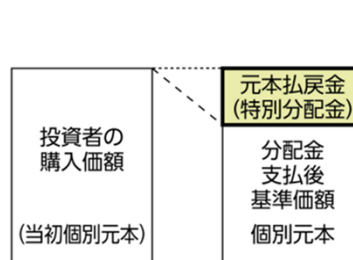 投資者の
購入価額
(当初個別元本)
元本払戻金
(特別分配金)
分配金
支払後
基準価額
個別元本